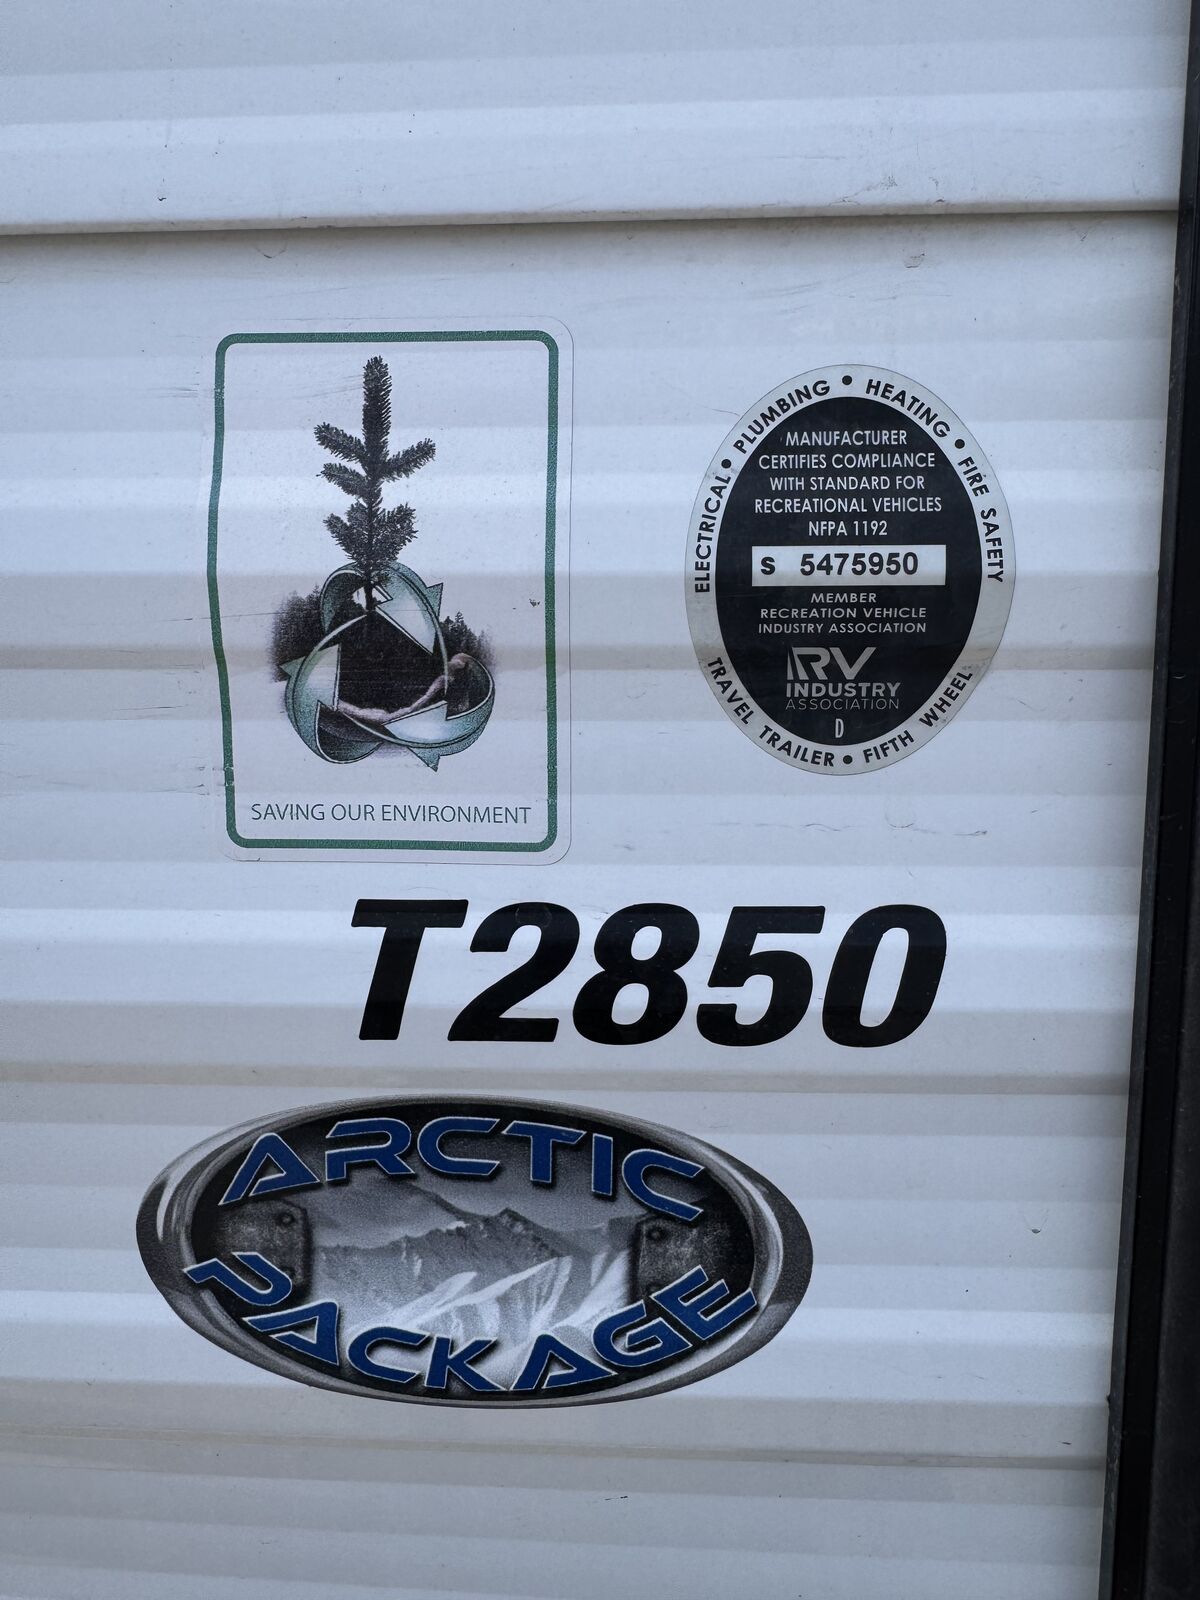 SAVING OUR ENVIRONMENT
ELECTRICAL • PLUMBING • HEATING • FIRE SAFETY
MANUFACTURER
CERTIFIES COMPLIANCE
WITH STANDARD FOR
RECREATIONAL VEHICLES
NFPA 1192
S 5475950
MEMBER
RECREATION VEHICLE
INDUSTRY ASSOCIATION
RV
INDUSTRY
ASSOCIATION
D
TRAVEL TRAILER • FIFTH WHEEL
T2850
ARCTIC
PACKAGE